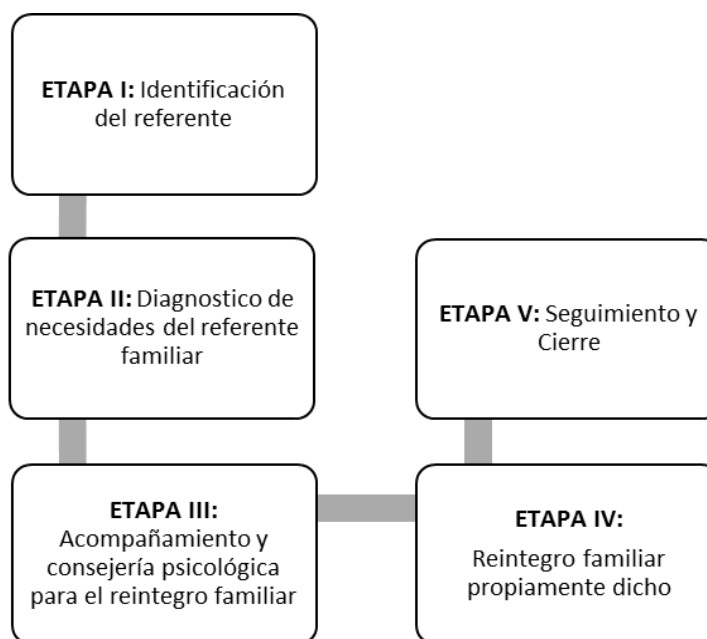 ETAPA I: Identificación
del referente
ETAPA II: Diagnostico de
necesidades del referente
familiar
ETAPA III:
Acompañamiento y
consejería psicológica
para el reintegro familiar
ETAPA IV:
Reintegro familiar
propiamente dicho
ETAPA V: Seguimiento y
Cierre